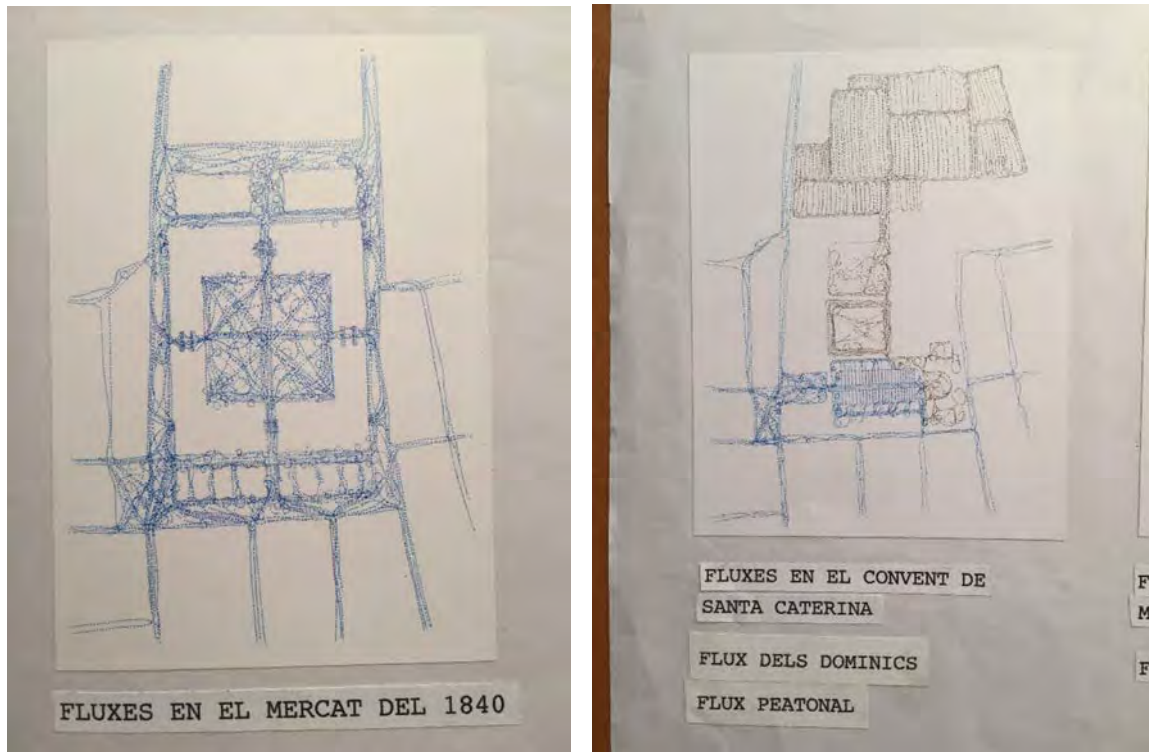 FLUXES EN EL MERCAT DEL 1840
FLUXES EN EL CONVENT DE
SANTA CATERINA
FLUX DELS DOMINICS
FLUX PEATONAL
F
M
F